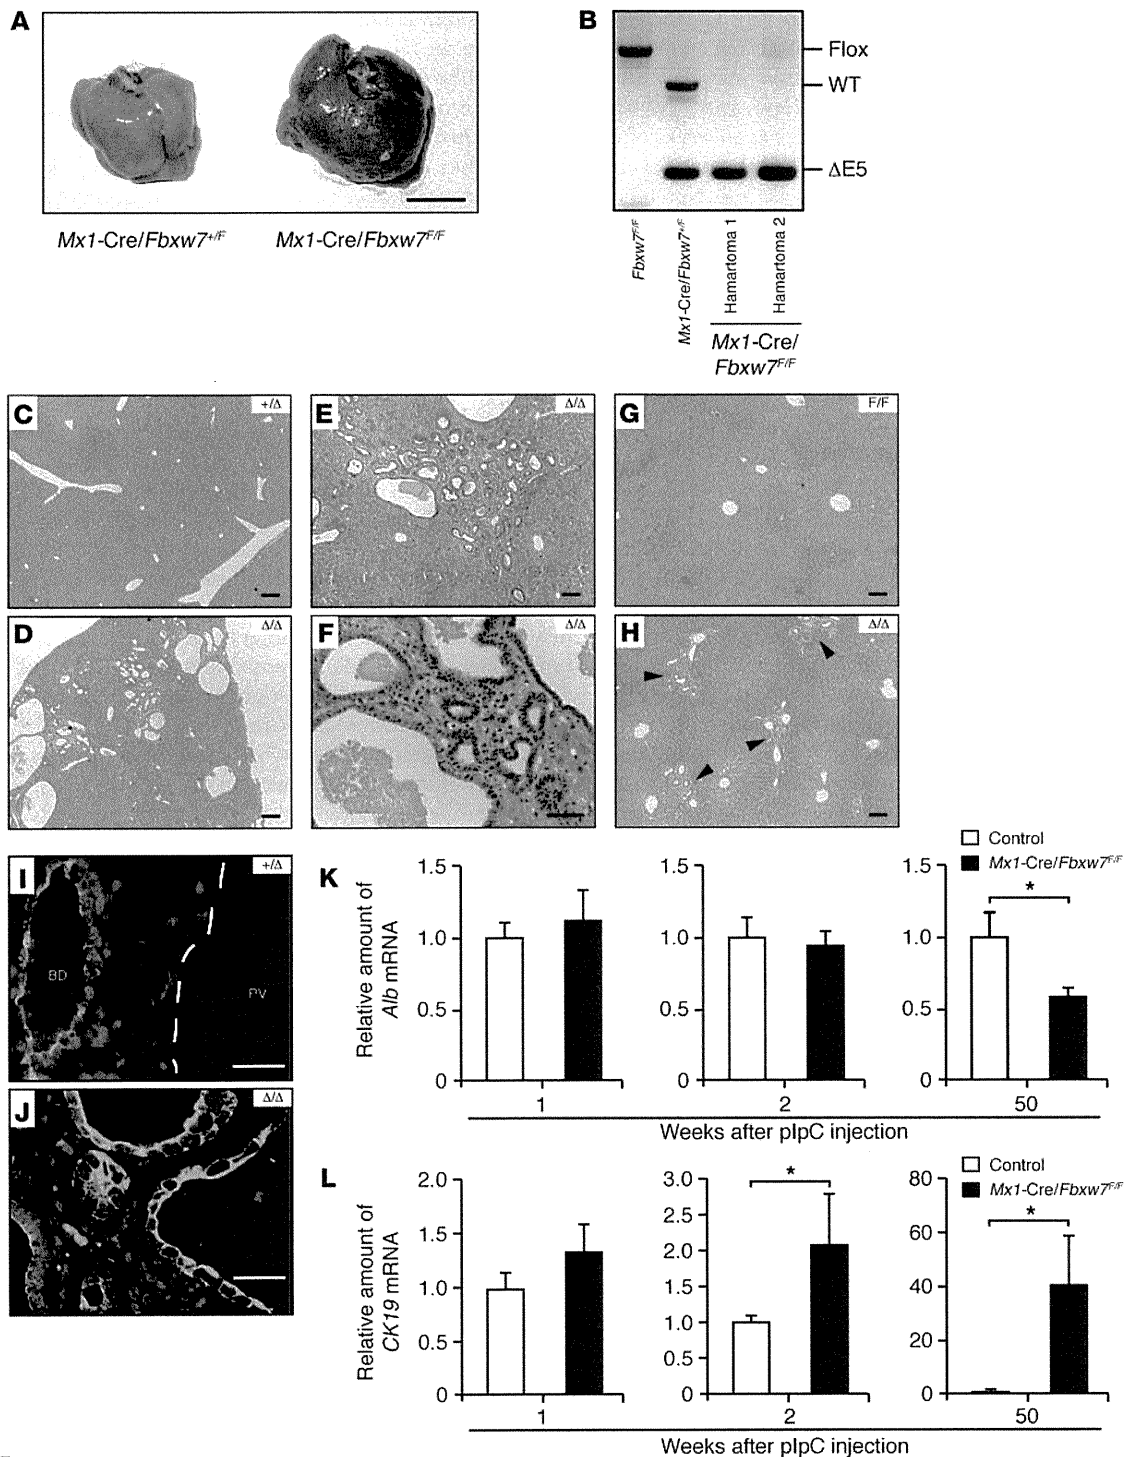 A
Mx1-Cre/Fbxw7+/F
Mx1-Cre/Fbxw7F/F
B
Flox
WT
ΔE5
Fbxw7F/F
Mx1-Cre/Fbxw7+/F
Hamartoma 1
Hamartoma 2
Mx1-Cre/
Fbxw7F/F
C
+/Δ
E
Δ/Δ
G
F/F
D
Δ/Δ
F
Δ/Δ
H
Δ/Δ
I
+/Δ
BD
PV
J
Δ/Δ
K
Control
Mx1-Cre/Fbxw7F/F
Relative amount of
Alb mRNA
1.5
1.0
0.5
0
1
1.5
1.0
0.5
0
2
1.5
1.0
0.5
0
*
50
Weeks after pIpC injection
L
Control
Mx1-Cre/Fbxw7F/F
Relative amount of
CK19 mRNA
2.0
1.5
1.0
0.5
0
1
3.0
2.5
2.0
1.5
1.0
0.5
0
*
2
80
60
40
20
0
*
50
Weeks after pIpC injection